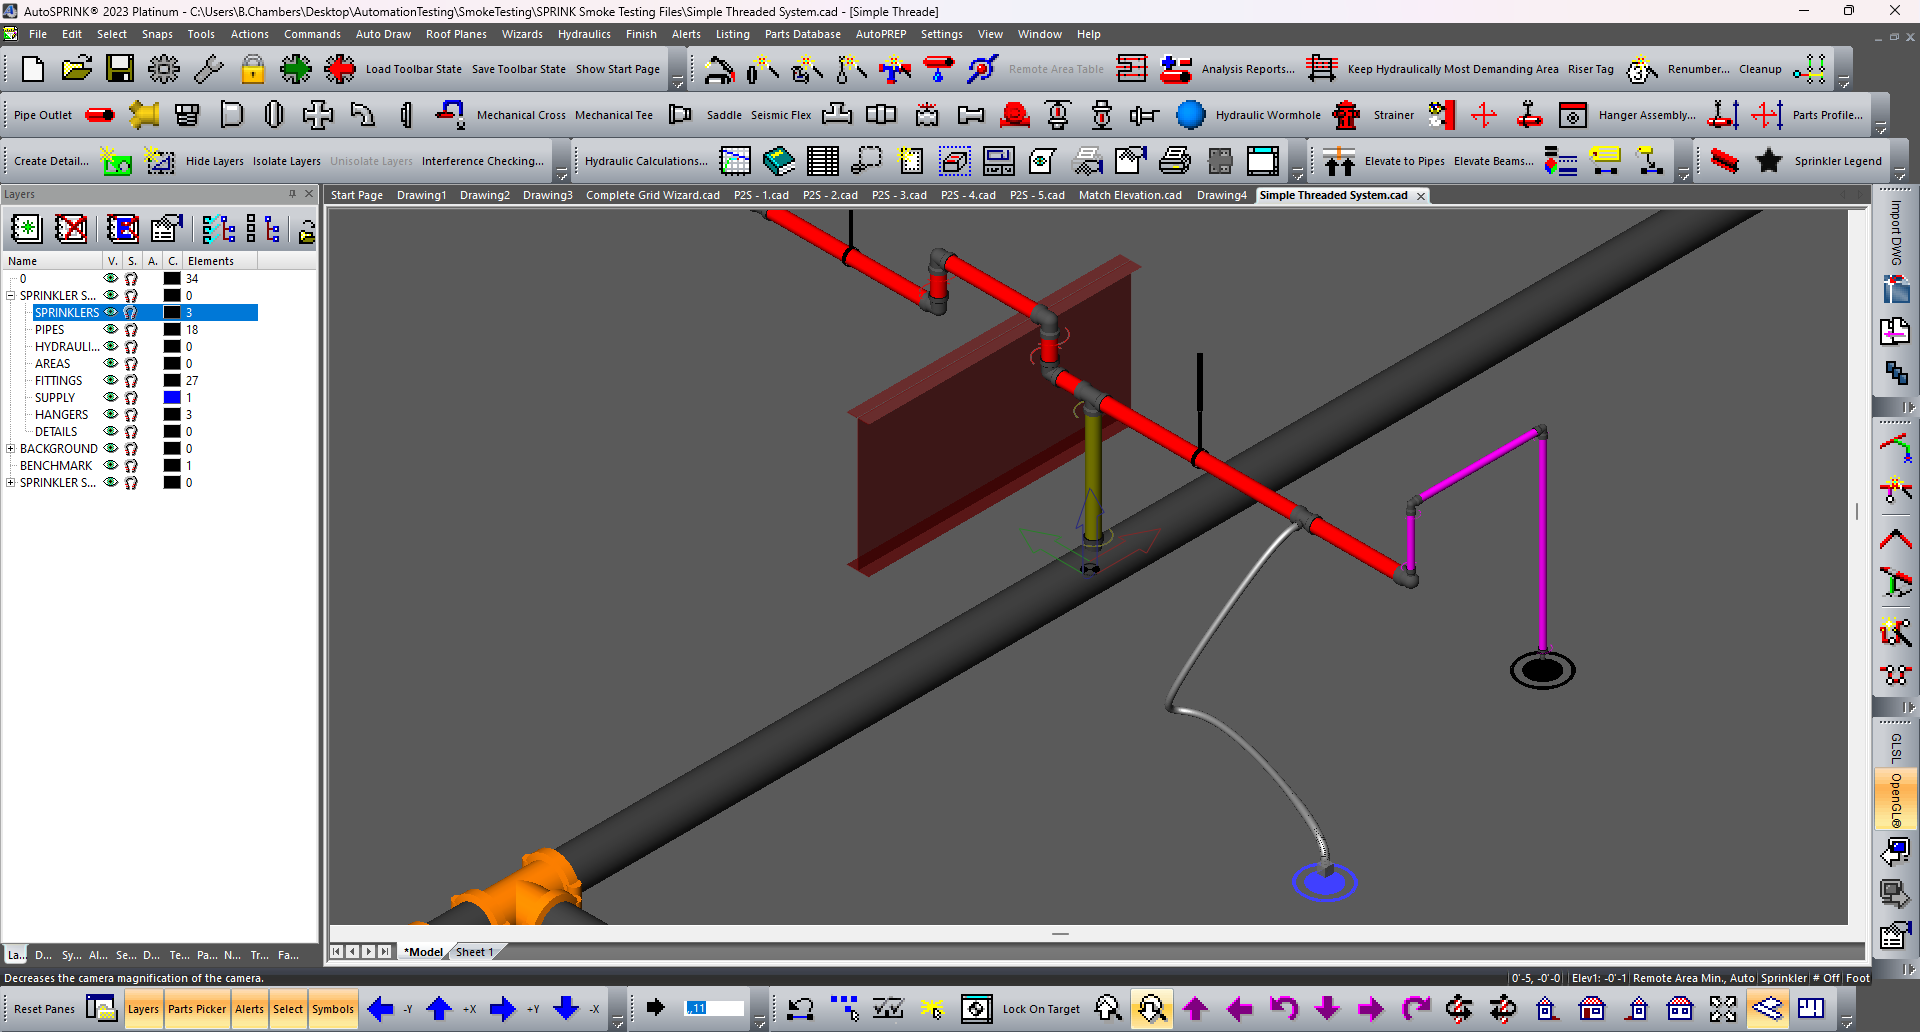 AutoSPRINK® 2023 Platinum - C:\Users\B.Chambers\Desktop\AutomationTesting\SmokeTesting\SPRINK Smoke Testing Files\Simple Threaded System.cad - [Simple Threade]
File Edit Select Snaps Tools Actions Commands Auto Draw Roof Planes Wizards Hydraulics Finish Alerts Listing Parts Database AutoPREP Settings View Window Help
Load Toolbar State Save Toolbar State Show Start Page Remote Area Table Analysis Reports... Keep Hydraulically Most Demanding Area Riser Tag Renumber... Cleanup
Pipe Outlet Mechanical Cross Mechanical Tee Saddle Seismic Flex Hydraulic Wormhole Strainer Hanger Assembly... Parts Profile...
Create Detail... Hide Layers Isolate Layers Unisolate Layers Interference Checking... Hydraulic Calculations... Elevate to Pipes Elevate Beams... Sprinkler Legend
Layers
Start Page Drawing1 Drawing2 Drawing3 Complete Grid Wizard.cad P2S - 1.cad P2S - 2.cad P2S - 3.cad P2S - 4.cad P2S - 5.cad Match Elevation.cad Drawing4 Simple Threaded System.cad
Name V. S. A. C. Elements
0 34
SPRINKLER S... 0
SPRINKLERS 3
PIPES 18
HYDRAULI... 0
AREAS 0
FITTINGS 27
SUPPLY 1
HANGERS 3
DETAILS 0
BACKGROUND 0
BENCHMARK 1
SPRINKLER S... 0
Import DWG
GLSL
OpenGL®
La... D... Sy... Al... Se... D... Te... Pa... N... Tr... Fa...
*Model Sheet 1
Decreases the camera magnification of the camera.
0'-5, -0'-0 Elev1: -0'-1 Remote Area Min., Auto Sprinkler # Off Foot
Reset Panes Layers Parts Picker Alerts Select Symbols -Y +X +Y -X ,,11 Lock On Target